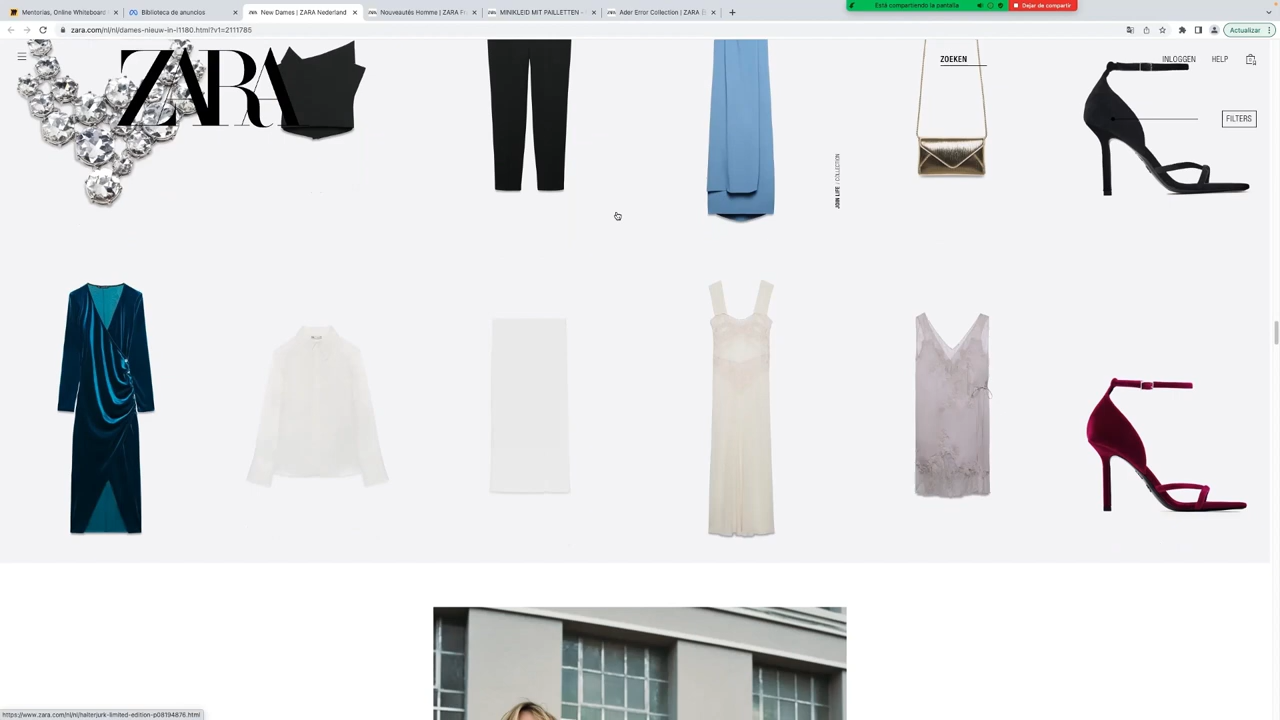 Mentorías, Online Whiteboard
Biblioteca de anuncios
New Dames | ZARA Nederland
Nouveautés Homme | ZARA F
MINIKLEID MIT PAILLETTEN -
Ader Error Collection | ZARA
Está compartiendo la pantalla
Dejar de compartir
zara.com/nl/nl/dames-nieuw-in-l1180.html?v1=2111785
Actualizar
ZARA
ZOEKEN
INLOGGEN
HELP
FILTERS
JOIN LIFE / COLLECTION
https://www.zara.com/nl/nl/halterjurk-limited-edition-p08194876.html